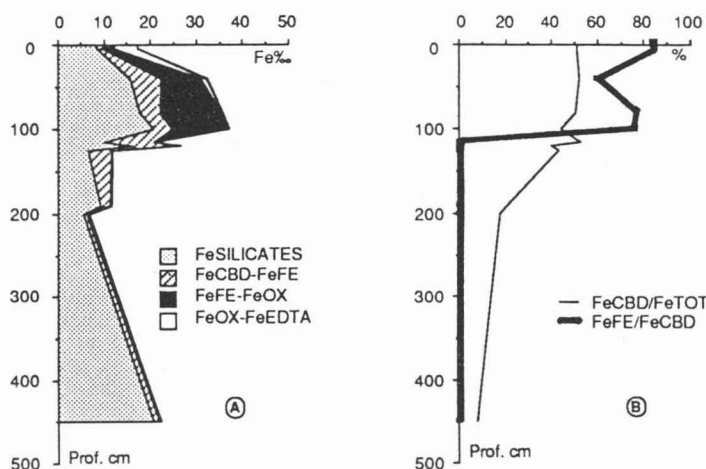 0 10 20 30 40 50
Fe‰
0
100
200
300
400
500
FeSILICATES
FeCBD-FeFE
FeFE-FeOX
FeOX-FeEDTA
A
Prof. cm
0 20 40 60 80 100
%
0
100
200
300
400
500
FeCBD/FeTOT
FeFE/FeCBD
B
Prof. cm